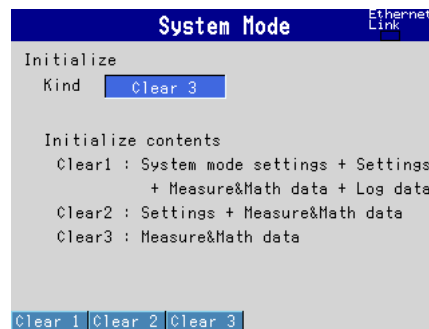 System Mode
Ethernet
Link
Initialize
Kind Clear 3
Initialize contents
Clear1 : System mode settings + Settings
+ Measure&Math data + Log data
Clear2 : Settings + Measure&Math data
Clear3 : Measure&Math data
Clear 1 Clear 2 Clear 3